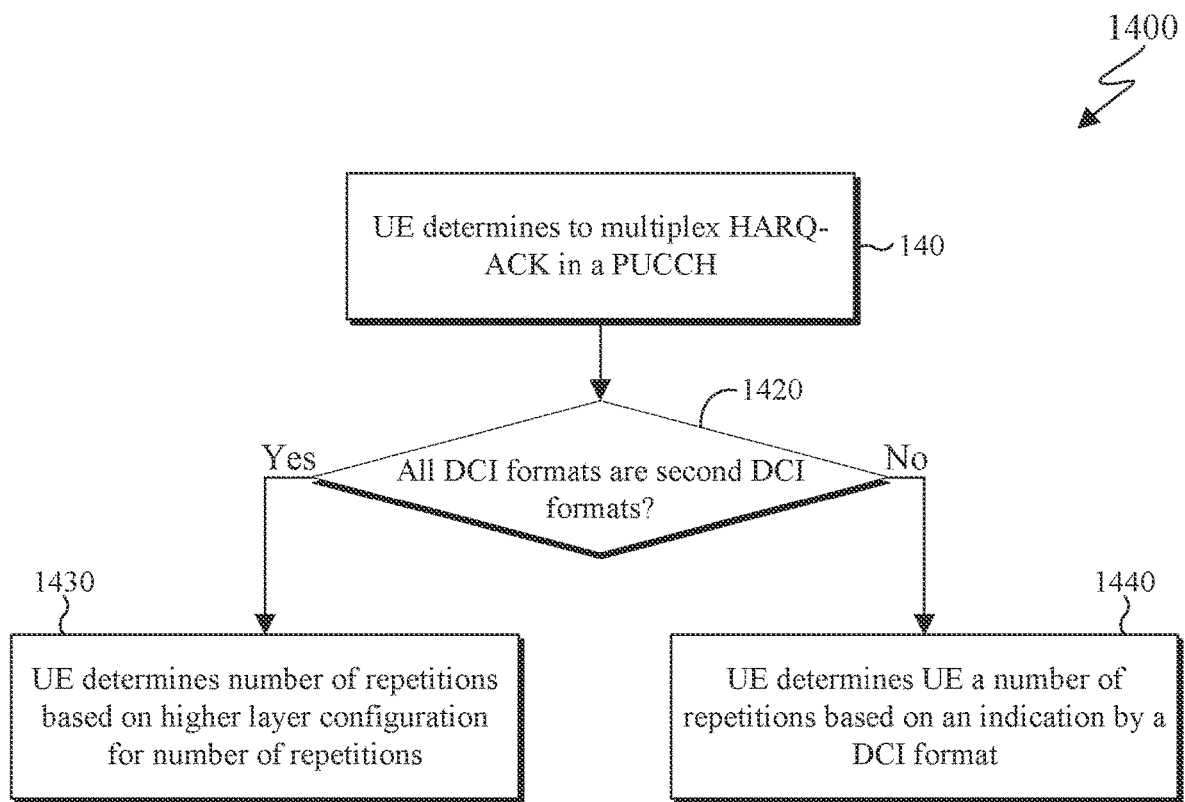 1400
UE determines to multiplex HARQ-
ACK in a PUCCH
140
1420
Yes
All DCI formats are second DCI
formats?
No
1430
UE determines number of repetitions
based on higher layer configuration
for number of repetitions
1440
UE determines UE a number of
repetitions based on an indication by a
DCI format